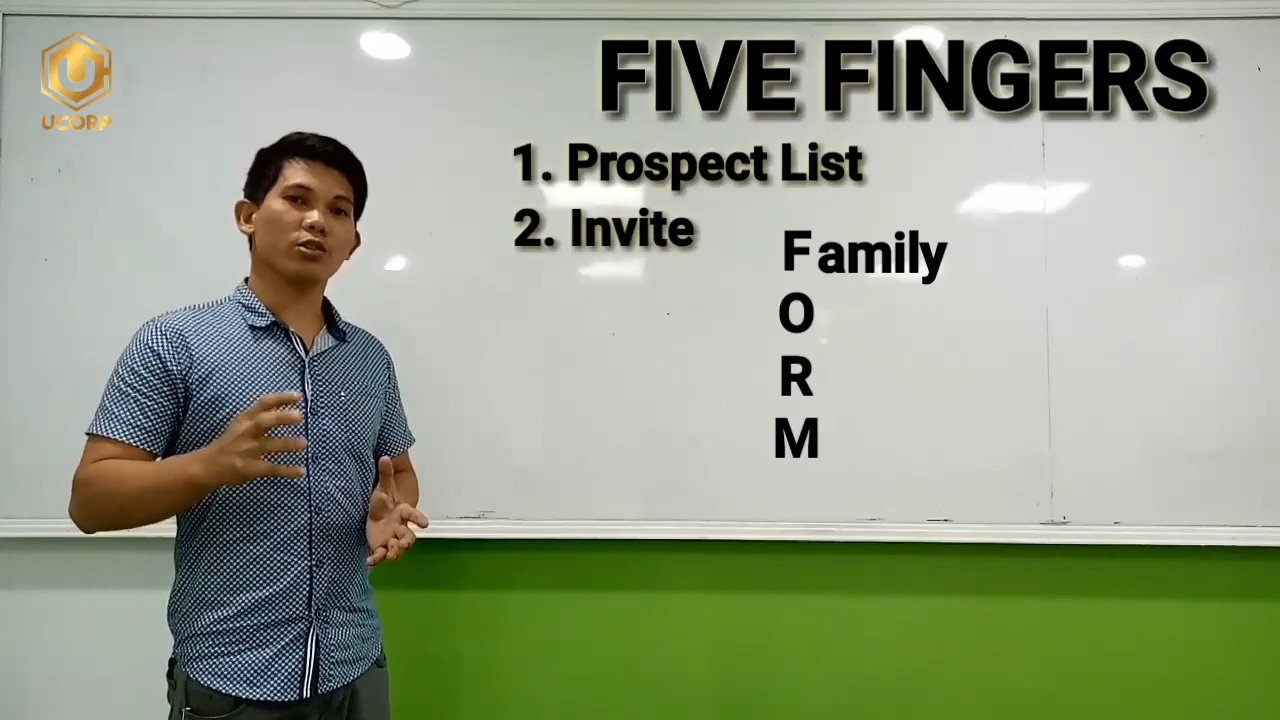 UCORP
FIVE FINGERS
1. Prospect List
2. Invite
Family
O
R
M